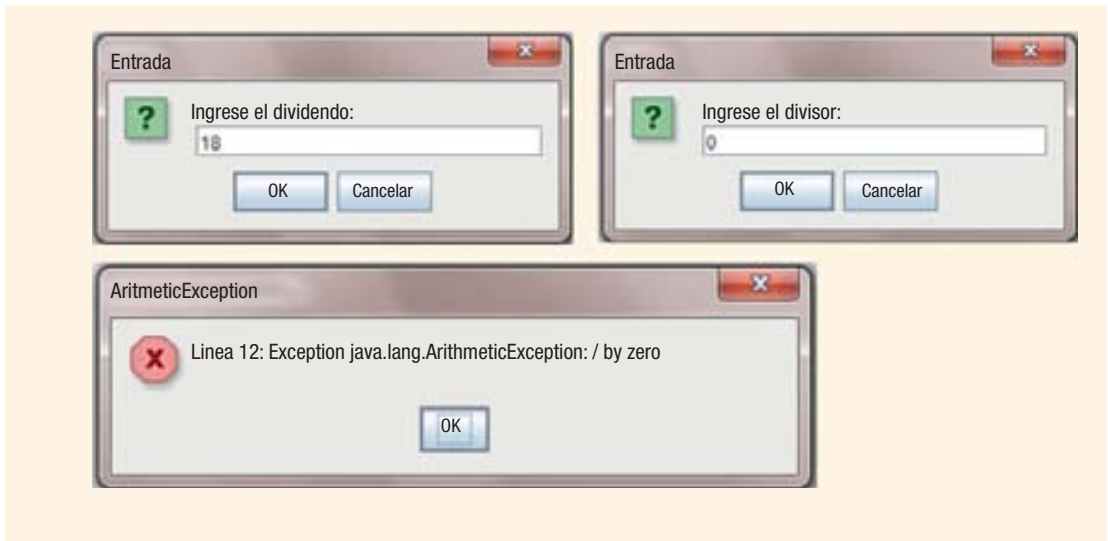 Entrada
Ingrese el dividendo:
18
OK
Cancelar
Entrada
Ingrese el divisor:
0
OK
Cancelar
AritmeticException
Linea 12: Exception java.lang.ArithmeticException: / by zero
OK